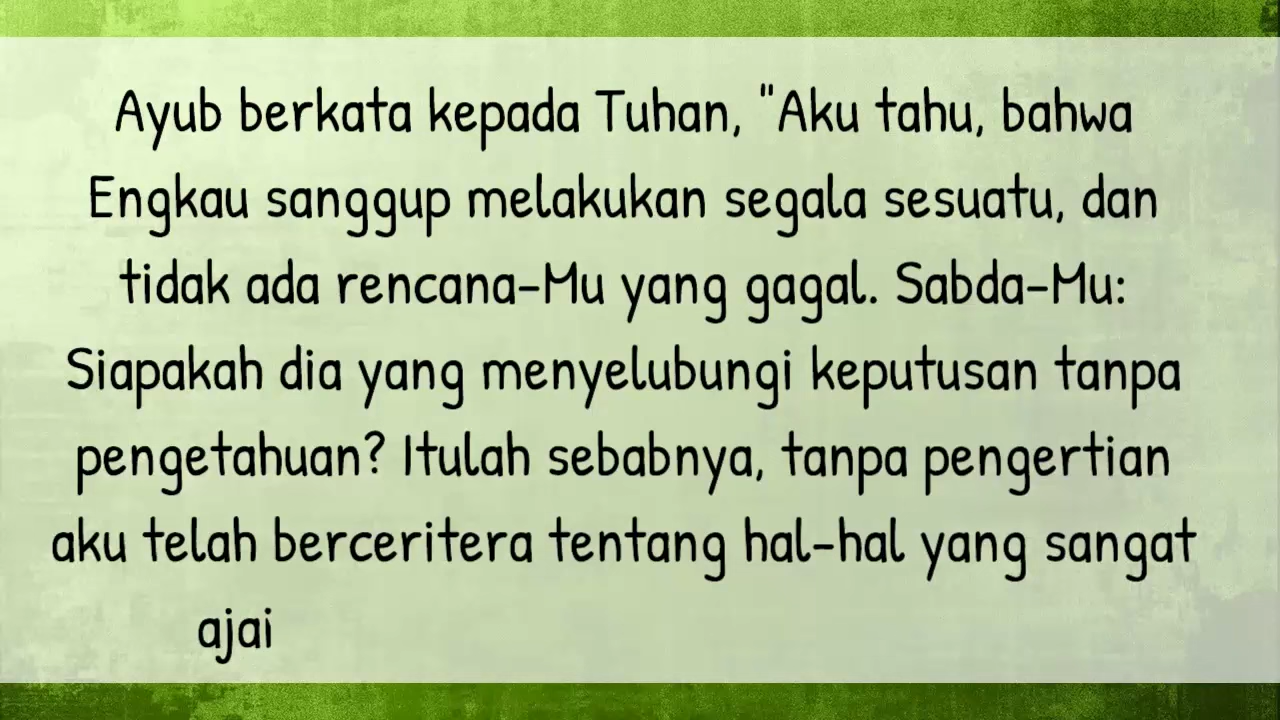 Ayub berkata kepada Tuhan, "Aku tahu, bahwa
Engkau sanggup melakukan segala sesuatu, dan
tidak ada rencana-Mu yang gagal. Sabda-Mu:
Siapakah dia yang menyelubungi keputusan tanpa
pengetahuan? Itulah sebabnya, tanpa pengertian
aku telah berceritera tentang hal-hal yang sangat
ajai